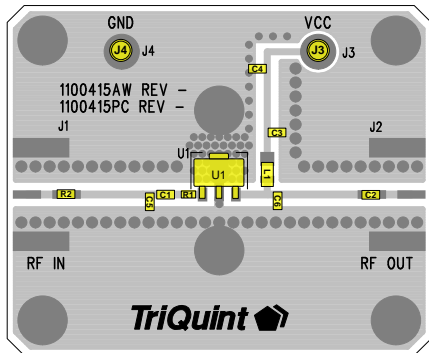 GND
VCC
J4 J4
J3 J3
C4
1100415AW REV -
1100415PC REV -
J1
C3
J2
U1
U1
L1
R2 C1 R1 C2
C5 C6
RF IN
RF OUT
TriQuint